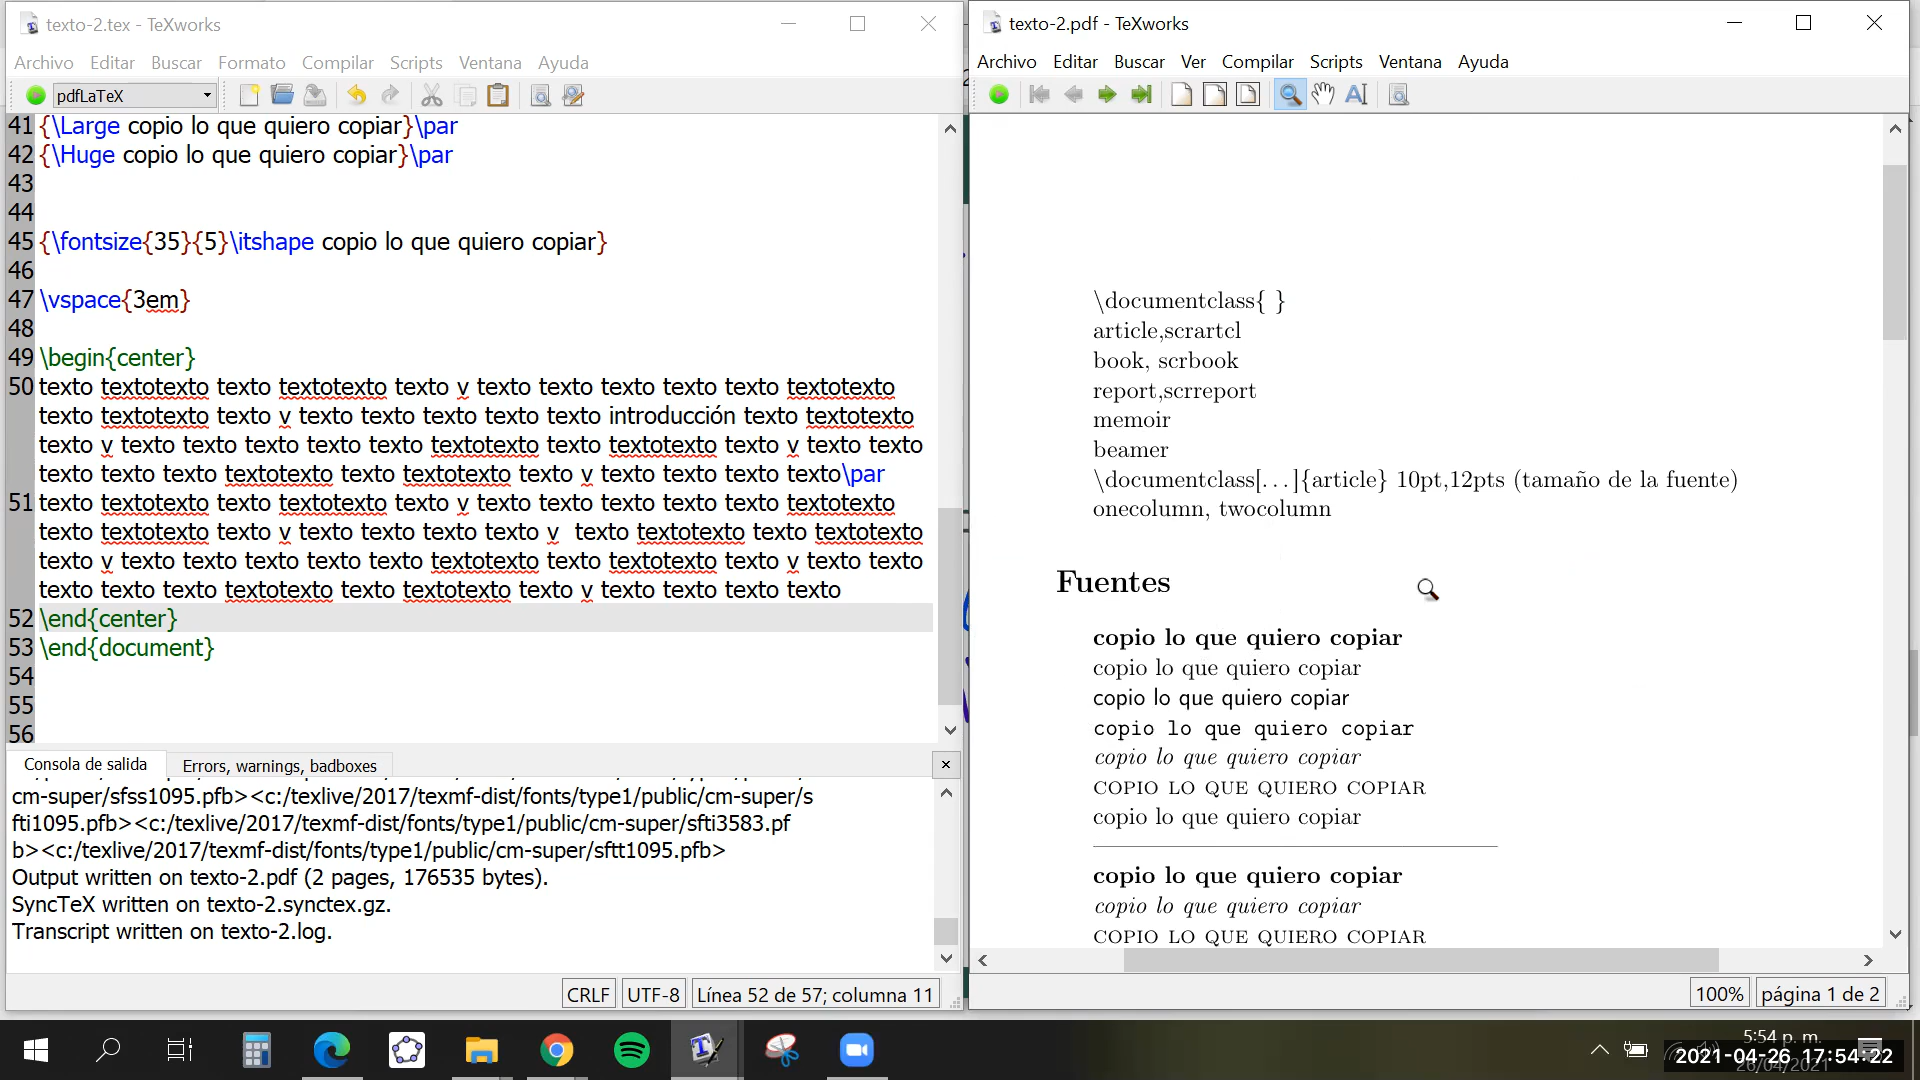 texto-2.tex - TeXworks
Archivo Editar Buscar Formato Compilar Scripts Ventana Ayuda
pdfLaTeX
41 {\Large copio lo que quiero copiar}\par
42 {\Huge copio lo que quiero copiar}\par
43
44
45 {\fontsize{35}{5}\itshape copio lo que quiero copiar}
46
47 \vspace{3em}
48
49 \begin{center}
50 texto textotexto texto textotexto texto v texto texto texto texto texto textotexto
texto textotexto texto v texto texto texto texto texto introducción texto textotexto
texto v texto texto texto texto texto textotexto texto textotexto texto v texto texto
texto texto texto textotexto texto textotexto texto v texto texto texto texto\par
51 texto textotexto texto textotexto texto v texto texto texto texto texto textotexto
texto textotexto texto v texto texto texto texto v texto textotexto texto textotexto
texto v texto texto texto texto texto textotexto texto textotexto texto v texto texto
texto texto texto textotexto texto textotexto texto v texto texto texto texto
52 \end{center}
53 \end{document}
54
55
56
Consola de salida Errors, warnings, badboxes
cm-super/sfss1095.pfb><c:/texlive/2017/texmf-dist/fonts/type1/public/cm-super/s
fti1095.pfb><c:/texlive/2017/texmf-dist/fonts/type1/public/cm-super/sfti3583.pf
b><c:/texlive/2017/texmf-dist/fonts/type1/public/cm-super/sftt1095.pfb>
Output written on texto-2.pdf (2 pages, 176535 bytes).
SyncTeX written on texto-2.synctex.gz.
Transcript written on texto-2.log.
CRLF UTF-8 Línea 52 de 57; columna 11
texto-2.pdf - TeXworks
Archivo Editar Buscar Ver Compilar Scripts Ventana Ayuda
\documentclass{ }
article,scrartcl
book, scrbook
report,scrreport
memoir
beamer
\documentclass[...]{article} 10pt,12pts (tamaño de la fuente)
onecolumn, twocolumn
Fuentes
copio lo que quiero copiar
copio lo que quiero copiar
copio lo que quiero copiar
copio lo que quiero copiar
copio lo que quiero copiar
COPIO LO QUE QUIERO COPIAR
copio lo que quiero copiar
copio lo que quiero copiar
copio lo que quiero copiar
COPIO LO QUE QUIERO COPIAR
100% página 1 de 2
5:54 p. m.
2021-04-26 17:54:22
26/04/2021